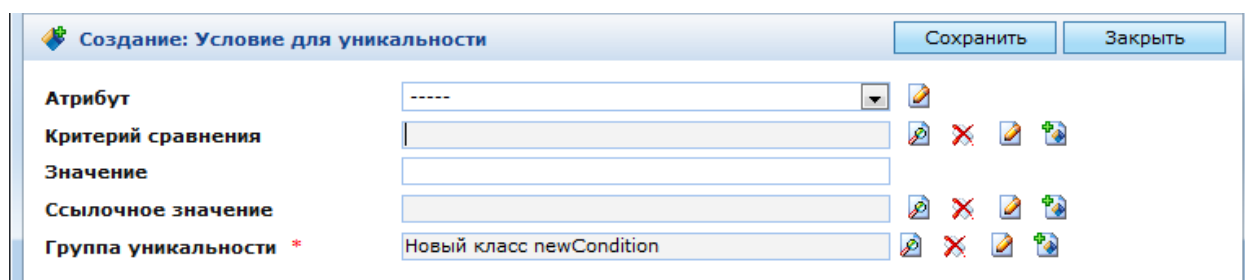 Создание: Условие для уникальности Сохранить Закрыть
Атрибут -----
Критерий сравнения
Значение
Ссылочное значение
Группа уникальности * Новый класс newCondition